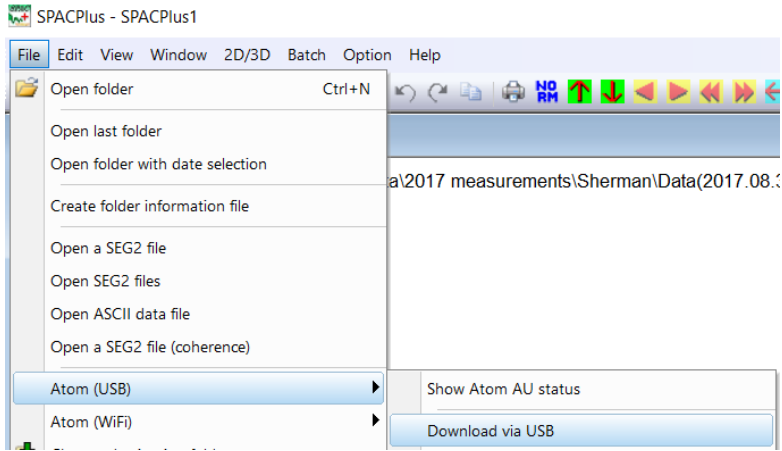 SPACPlus - SPACPlus1
File Edit View Window 2D/3D Batch Option Help
Open folder Ctrl+N
NO
RM
Open last folder
Open folder with date selection
a\2017 measurements\Sherman\Data(2017.08.3
Create folder information file
Open a SEG2 file
Open SEG2 files
Open ASCII data file
Open a SEG2 file (coherence)
Atom (USB)
Show Atom AU status
Atom (WiFi)
Download via USB